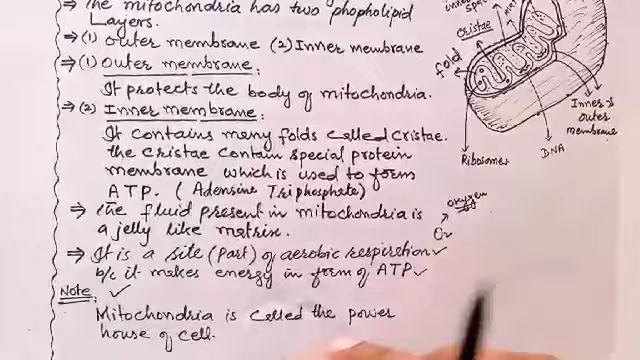 ⇒ The mitochondria has two phopholipid
Layers.
⇒ (1) Outer membrane (2) Inner membrane
⇒ (1) Outer membrane:
It protects the body of mitochondria.
⇒ (2) Inner membrane:
It contains meny folds called Cristae.
the Cristae contain special protein
membrane which is used to form
ATP. (Adensine Triphosphate)
⇒ the fluid present in mitochondria is
a jelly like matrix.
⇒ It is a site (Part) of aerobic respiretion ✓
b/c it makes energy in form of ATP ✓
Note: ✓
Mitochondria is called the power
house of cell.
Cristae
fold
Inner &
outer
membrane
Ribosomes
DNA
oxygen
O₂